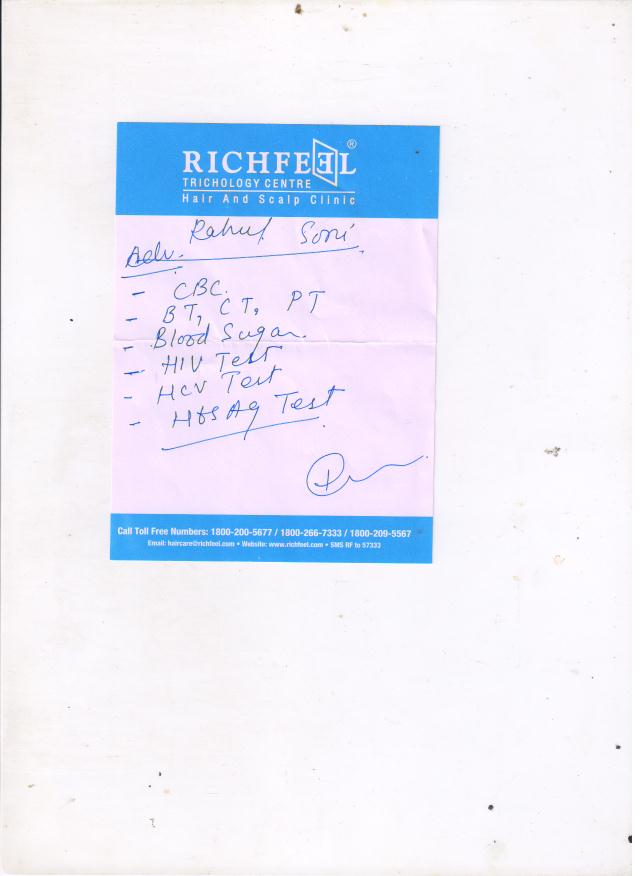 RICHFEEL®
TRICHOLOGY CENTRE
Hair And Scalp Clinic
Rahul Soni
Adv.
- CBC.
- BT, CT, PT
- Blood Sugar.
- HIV Test
- HCV Test
- HBS Ag Test
Call Toll Free Numbers: 1800-200-5677 / 1800-266-7333 / 1800-209-5567
Email: haircare@richfeel.com • Website: www.richfeel.com • SMS RF to 57333